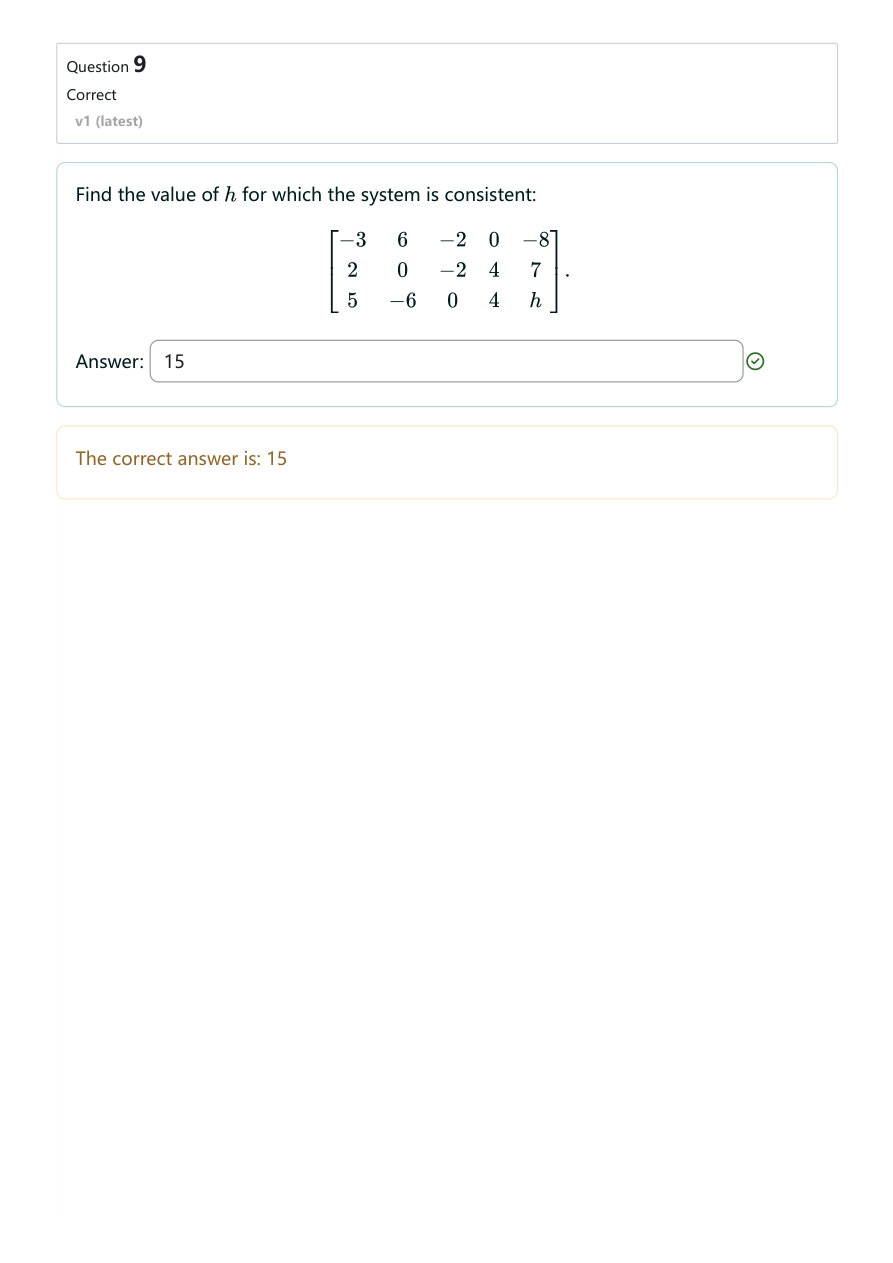 Question 9
Correct
v1 (latest)
Find the value of h for which the system is consistent:
[−3 6 −2 0 −8
2 0 −2 4 7
5 −6 0 4 h].
Answer: 15
The correct answer is: 15